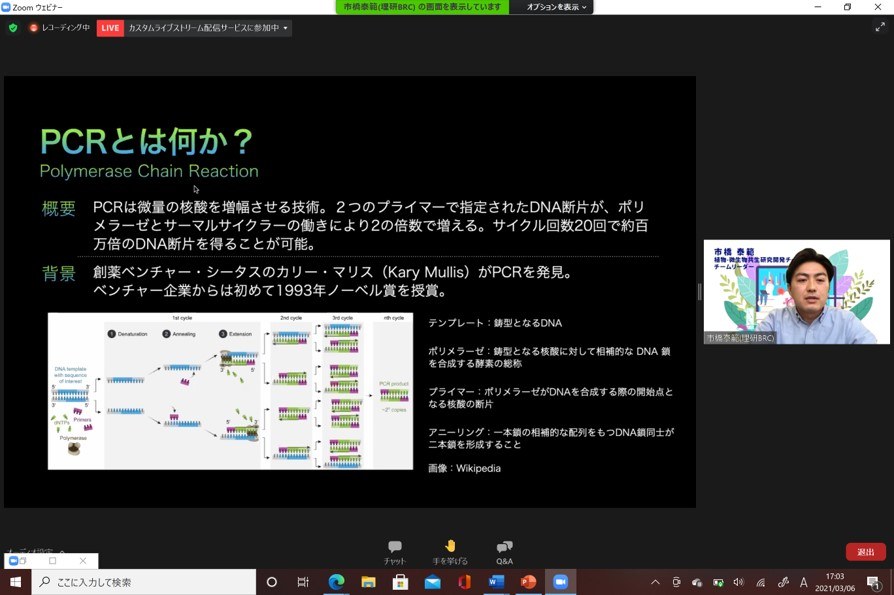 Zoom ウェビナー
市橋泰範(理研BRC) の画面を表示しています
オプションを表示
レコーディング中
LIVE
カスタムライブストリーム配信サービスに参加中
PCRとは何か？
Polymerase Chain Reaction
概要
PCRは微量の核酸を増幅させる技術。２つのプライマーで指定されたDNA断片が、ポリ
メラーゼとサーマルサイクラーの働きにより2の倍数で増える。サイクル回数20回で約百
万倍のDNA断片を得ることが可能。
背景
創薬ベンチャー・シータスのカリー・マリス（Kary Mullis）がPCRを発見。
ベンチャー企業からは初めて1993年ノーベル賞を授賞。
1st cycle
2nd cycle
3rd cycle
nth cycle
1 Denaturation
2 Annealing
3 Extension
DNA template
with sequence
of interest
5'
3'
3'
5'
dNTPs
Primers
Polymerase
PCR product
~2ⁿ copies
テンプレート：鋳型となるDNA
ポリメラーゼ：鋳型となる核酸に対して相補的な DNA 鎖
を合成する酵素の総称
プライマー：ポリメラーゼがDNAを合成する際の開始点と
なる核酸の断片
アニーリング：一本鎖の相補的な配列をもつDNA鎖同士が
二本鎖を形成すること
画像：Wikipedia
市橋 泰範
植物-微生物共生研究開発チ
チームリーダー
市橋泰範(理研BRC)
チャット
手を挙げる
Q&A
退出
ここに入力して検索
A
17:03
2021/03/06
1